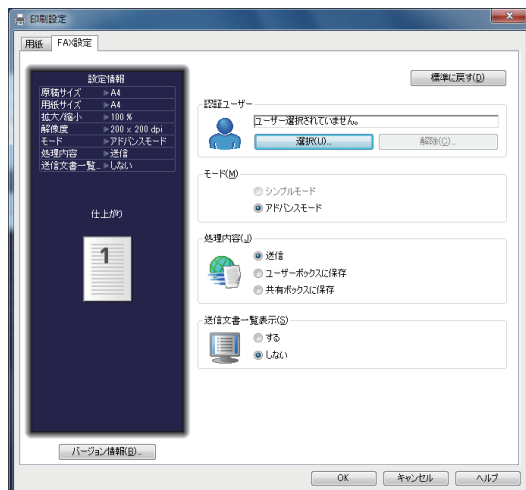 印刷設定
用紙 FAX設定
設定情報
原稿サイズ ▶A4
用紙サイズ ▶A4
拡大/縮小 ▶100 %
解像度 ▶200 x 200 dpi
モード ▶アドバンスモード
処理内容 ▶送信
送信文書一覧... ▶しない
仕上がり
1
バージョン情報(B)...
標準に戻す(D)
認証ユーザー
ユーザー選択されていません。
選択(U)... 解除(C)...
モード(M)
シンプルモード
アドバンスモード
処理内容(J)
送信
ユーザーボックスに保存
共有ボックスに保存
送信文書一覧表示(S)
する
しない
OK キャンセル ヘルプ